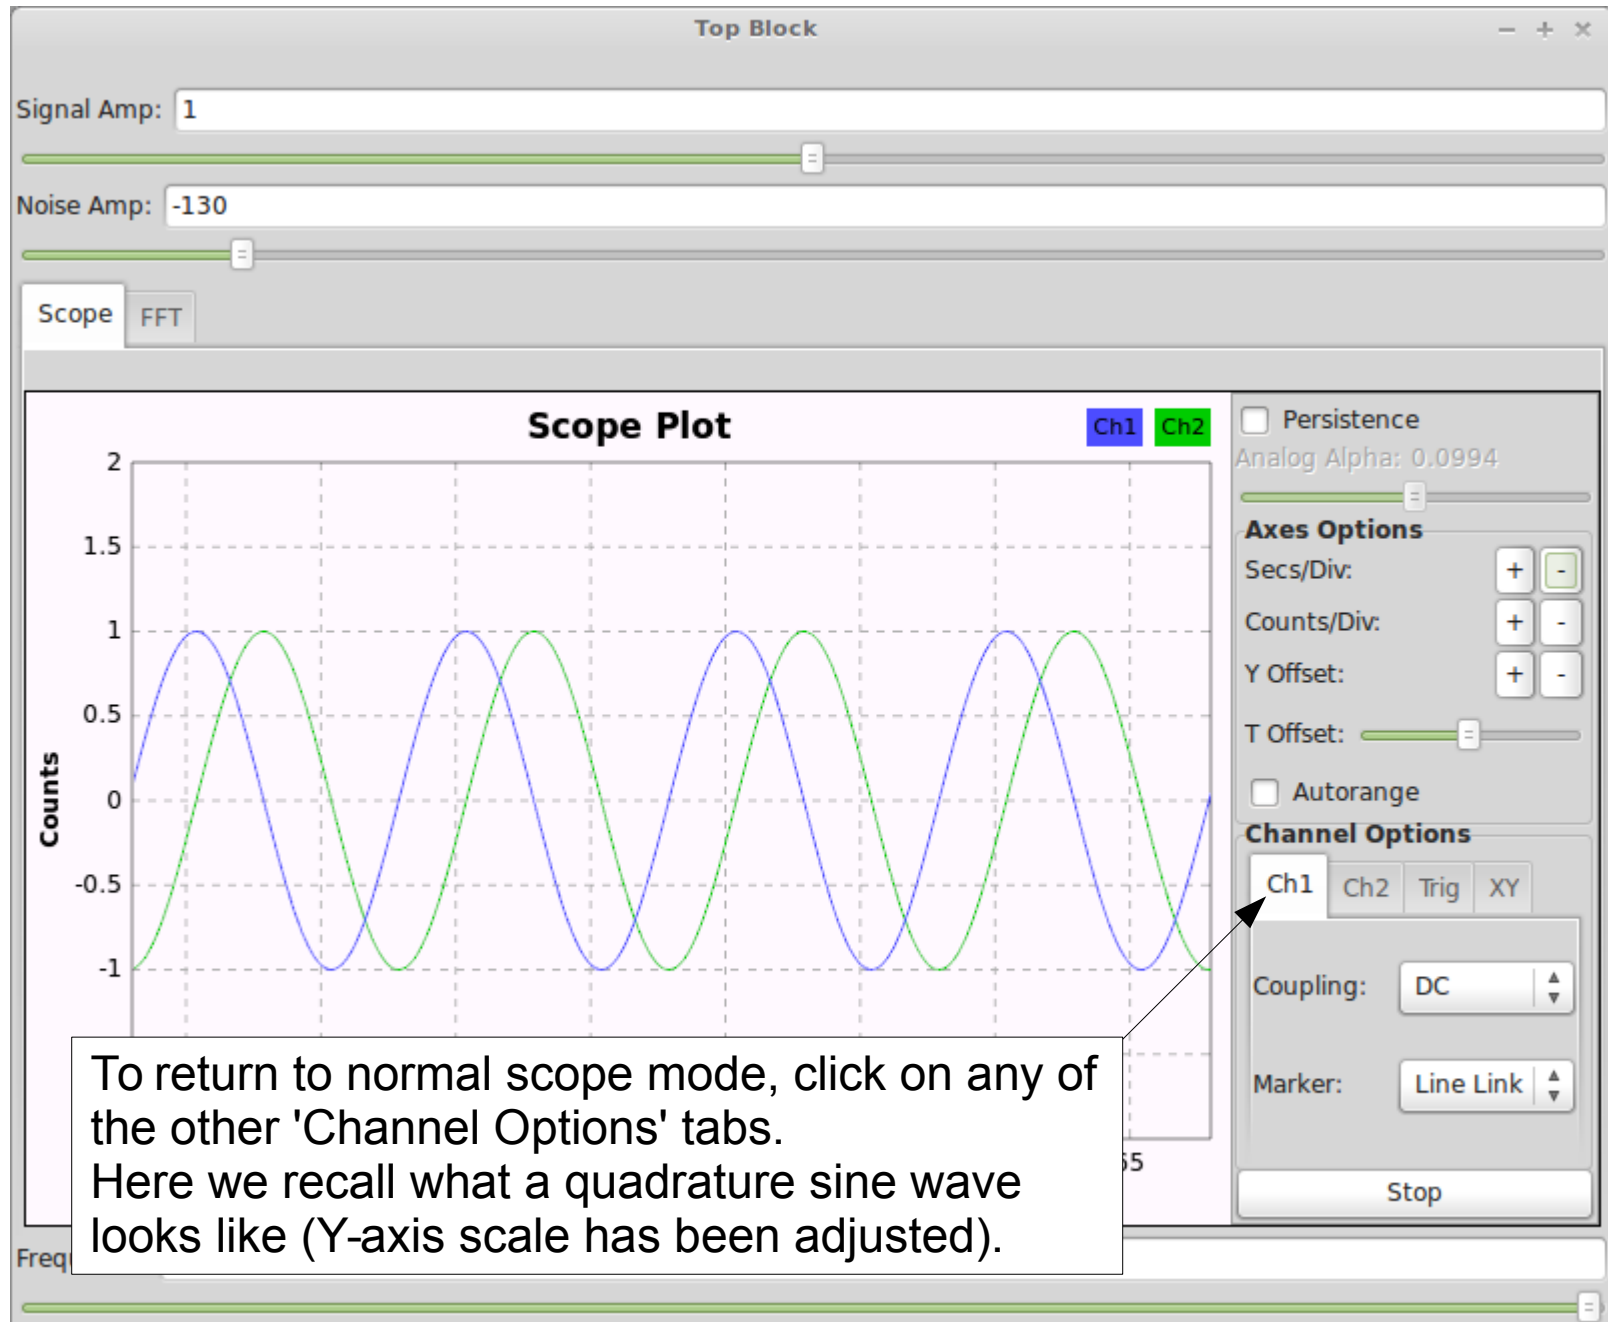 Top Block
Signal Amp: 1
Noise Amp: -130
Scope FFT
Scope Plot
Ch1 Ch2
2
1.5
1
0.5
0
-0.5
-1
Counts
Persistence
Analog Alpha: 0.0994
Axes Options
Secs/Div: + -
Counts/Div: + -
Y Offset: + -
T Offset:
Autorange
Channel Options
Ch1 Ch2 Trig XY
Coupling: DC
Marker: Line Link
Stop
To return to normal scope mode, click on any of
the other 'Channel Options' tabs.
Here we recall what a quadrature sine wave
looks like (Y-axis scale has been adjusted).